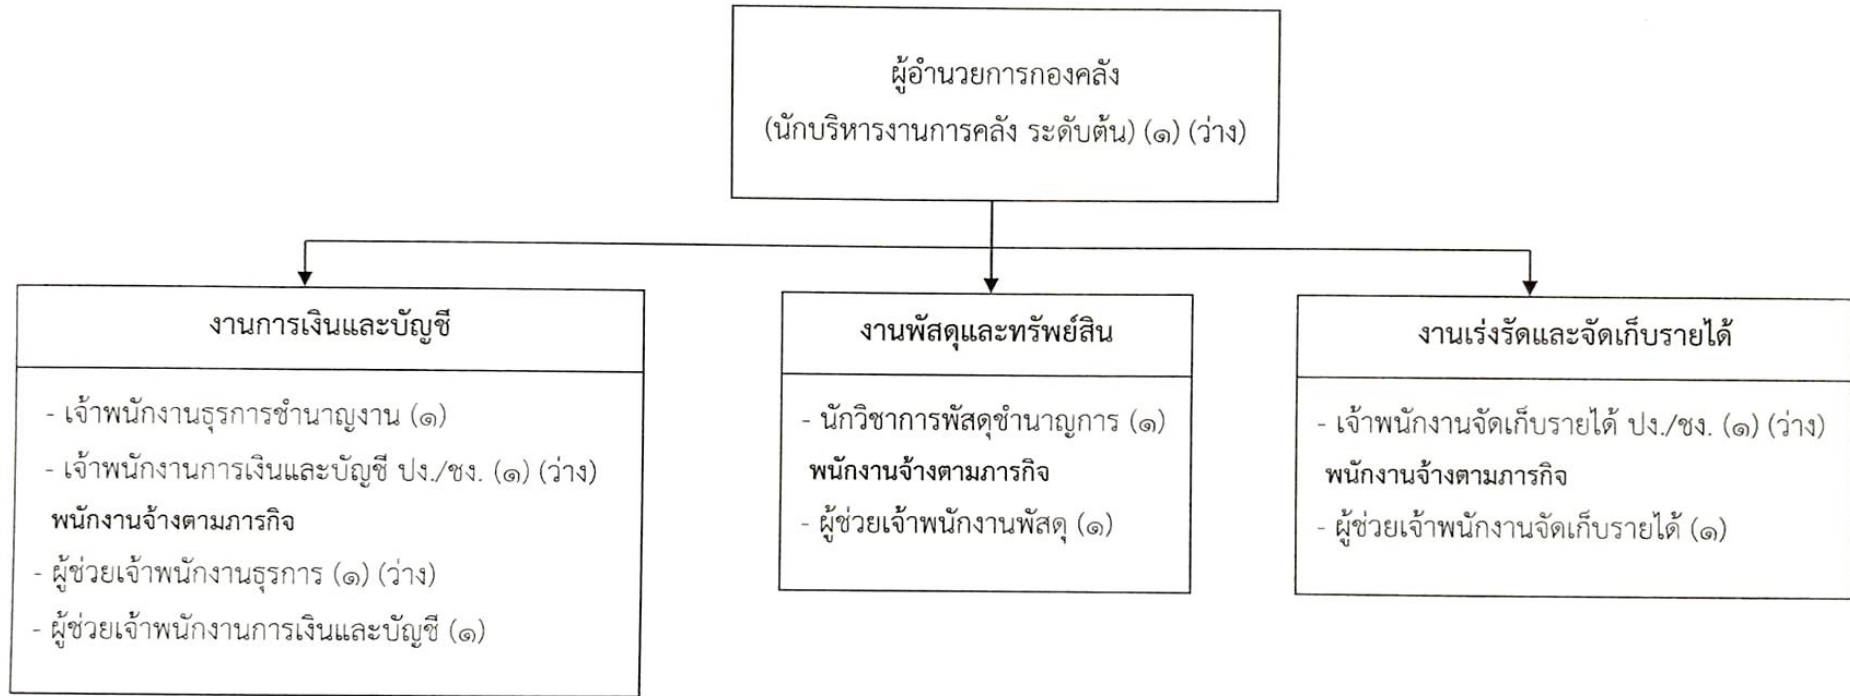 ผู้อำนวยการกองคลัง
(นักบริหารงานการคลัง ระดับต้น) (๑) (ว่าง)
งานการเงินและบัญชี
- เจ้าพนักงานธุรการชำนาญงาน (๑)
- เจ้าพนักงานการเงินและบัญชี ปง./ชง. (๑) (ว่าง)
พนักงานจ้างตามภารกิจ
- ผู้ช่วยเจ้าพนักงานธุรการ (๑) (ว่าง)
- ผู้ช่วยเจ้าพนักงานการเงินและบัญชี (๑)
งานพัสดุและทรัพย์สิน
- นักวิชาการพัสดุชำนาญการ (๑)
พนักงานจ้างตามภารกิจ
- ผู้ช่วยเจ้าพนักงานพัสดุ (๑)
งานเร่งรัดและจัดเก็บรายได้
- เจ้าพนักงานจัดเก็บรายได้ ปง./ชง. (๑) (ว่าง)
พนักงานจ้างตามภารกิจ
- ผู้ช่วยเจ้าพนักงานจัดเก็บรายได้ (๑)